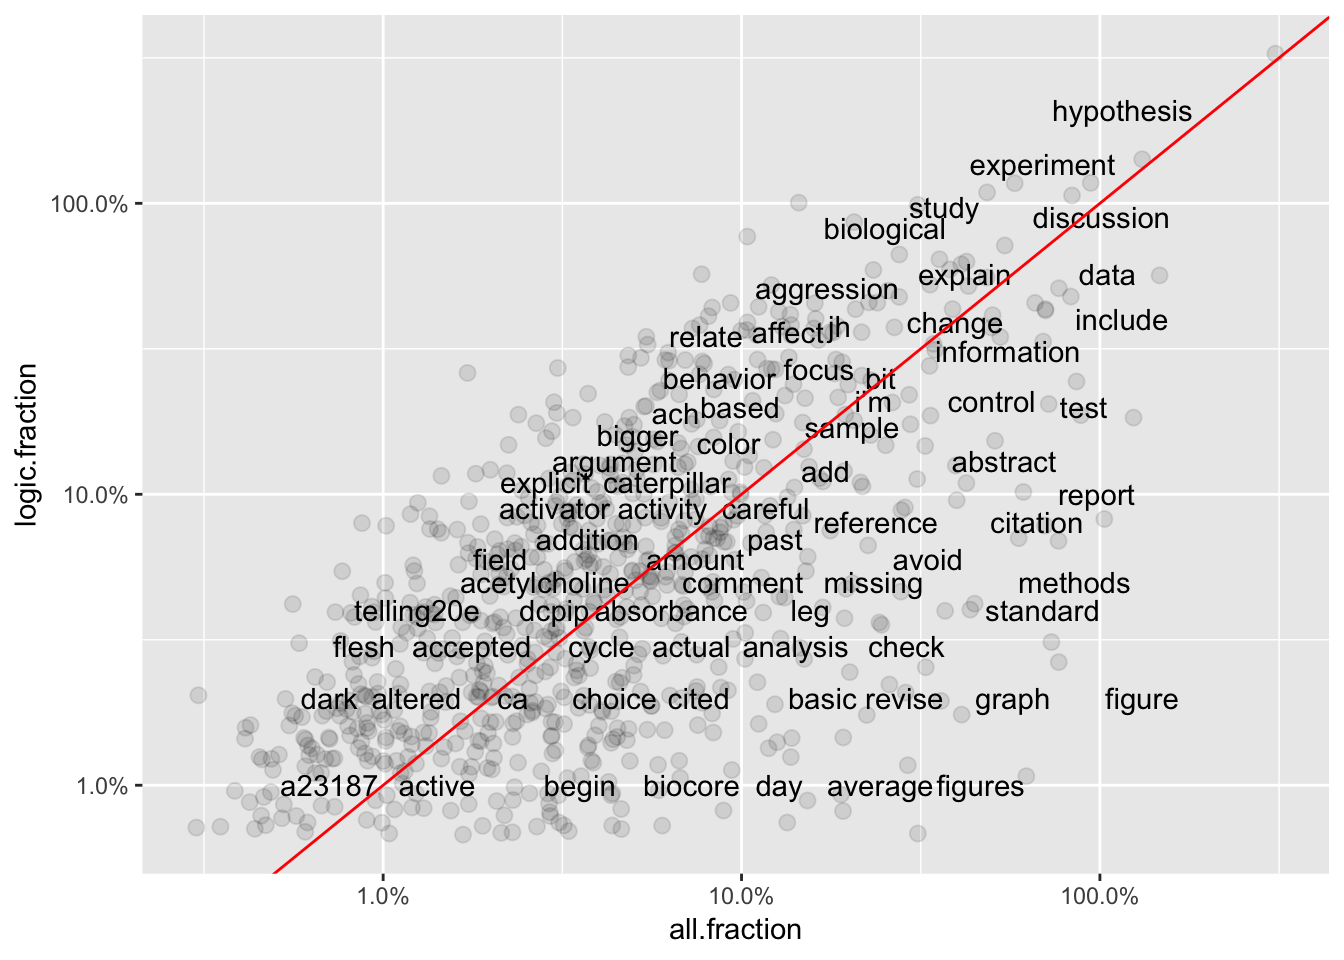 hypothesis
experiment
100.0%
study
discussion
biological
explain
data
aggression
include
change
jh
affect
relate
information
focus
behavior
bit
i'm
control
test
based
ach
sample
bigger
color
argument
abstract
add
explicit
caterpillar
10.0%
report
activator
activity
careful
reference
citation
addition
past
field
amount
avoid
acetylcholine
comment
missing
methods
telling20e
dcpip
absorbance
leg
standard
flesh
accepted
cycle
actual
analysis
check
dark
altered
ca
choice
cited
basic
revise
graph
figure
1.0%
a23187
active
begin
biocore
day
average
figures
logic.fraction
1.0%
10.0%
100.0%
all.fraction